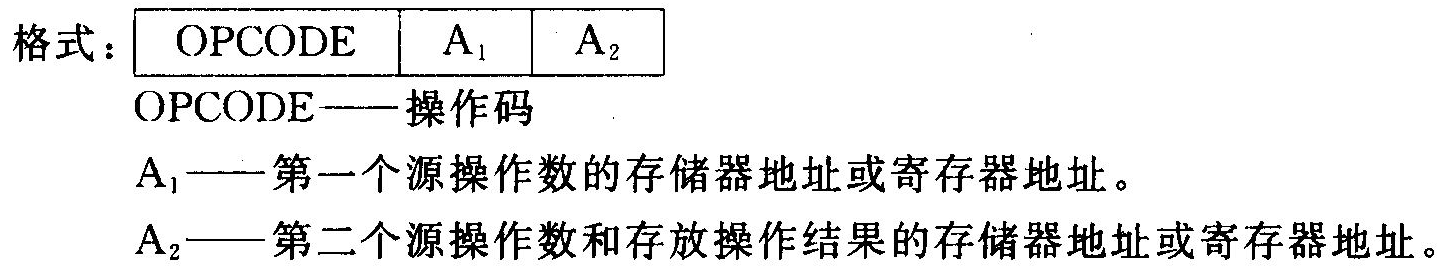 格式： OPCODE A₁ A₂
OPCODE——操作码
A₁——第一个源操作数的存储器地址或寄存器地址。
A₂——第二个源操作数和存放操作结果的存储器地址或寄存器地址。